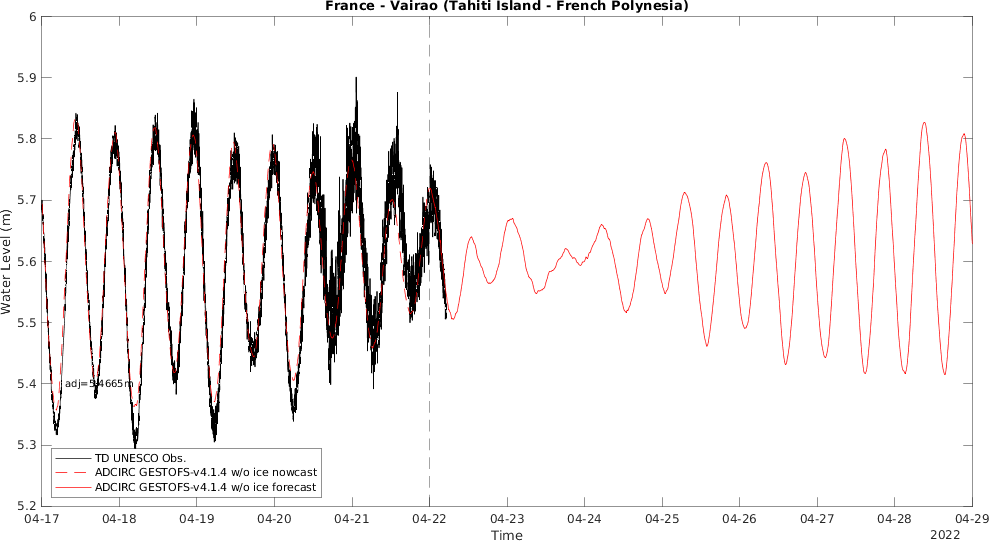 France - Vairao (Tahiti Island - French Polynesia)
6
5.9
5.8
5.7
5.6
5.5
5.4
5.3
5.2
Water Level (m)
adj=5.4665m
TD UNESCO Obs.
ADCIRC GESTOFS-v4.1.4 w/o ice nowcast
ADCIRC GESTOFS-v4.1.4 w/o ice forecast
04-17 04-18 04-19 04-20 04-21 04-22 04-23 04-24 04-25 04-26 04-27 04-28 04-29
Time
2022